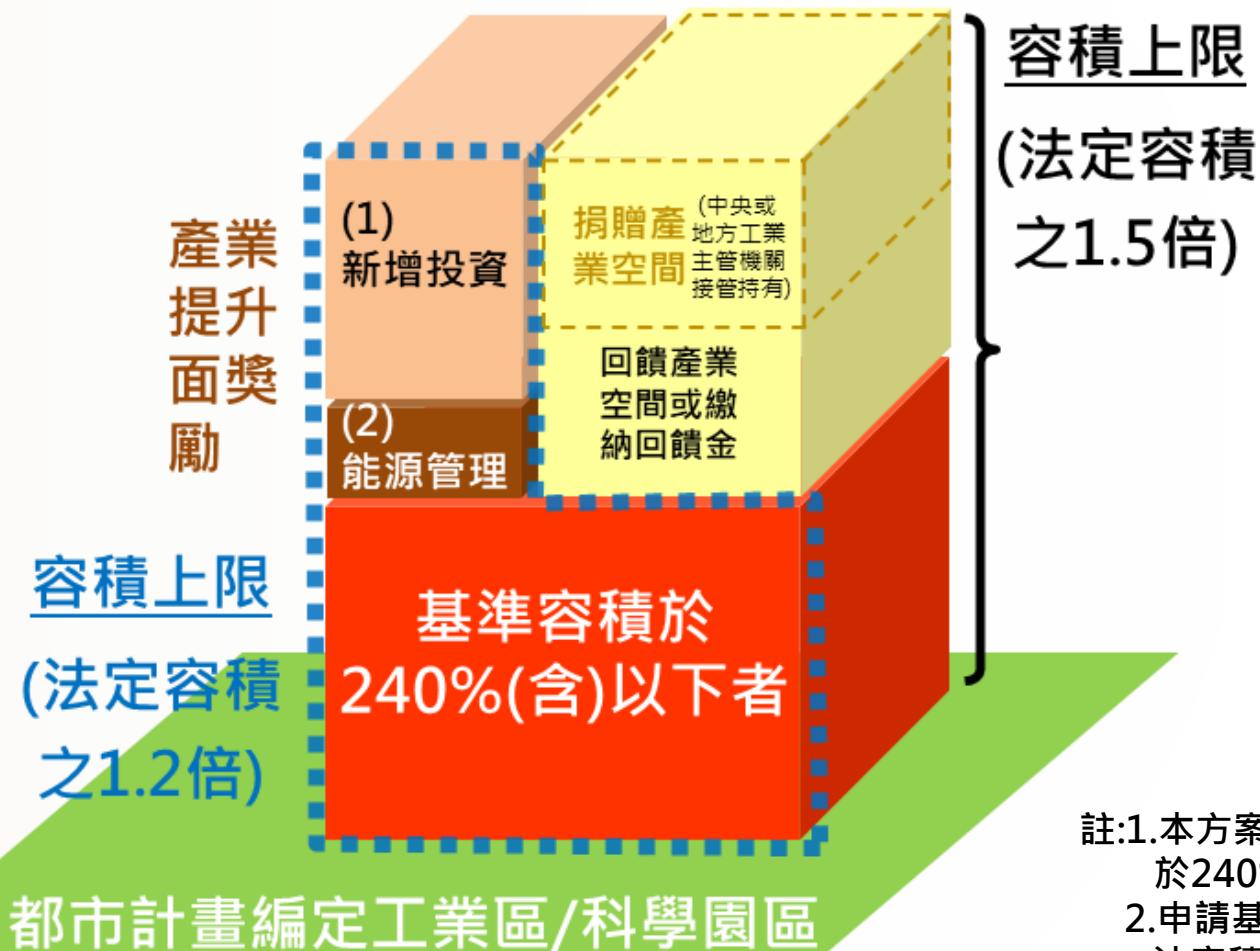 容積上限
(法定容積
之1.5倍)
產業
提升
面獎
勵
(1)
新增投資
捐贈產
業空間
(中央或
地方工業
主管機關
接管持有)
回饋產業
空間或繳
納回饋金
(2)
能源管理
容積上限
(法定容積
之1.2倍)
基準容積於
240%(含)以下者
都市計畫編定工業區/科學園區
註:1.本方案
於240
2.申請基